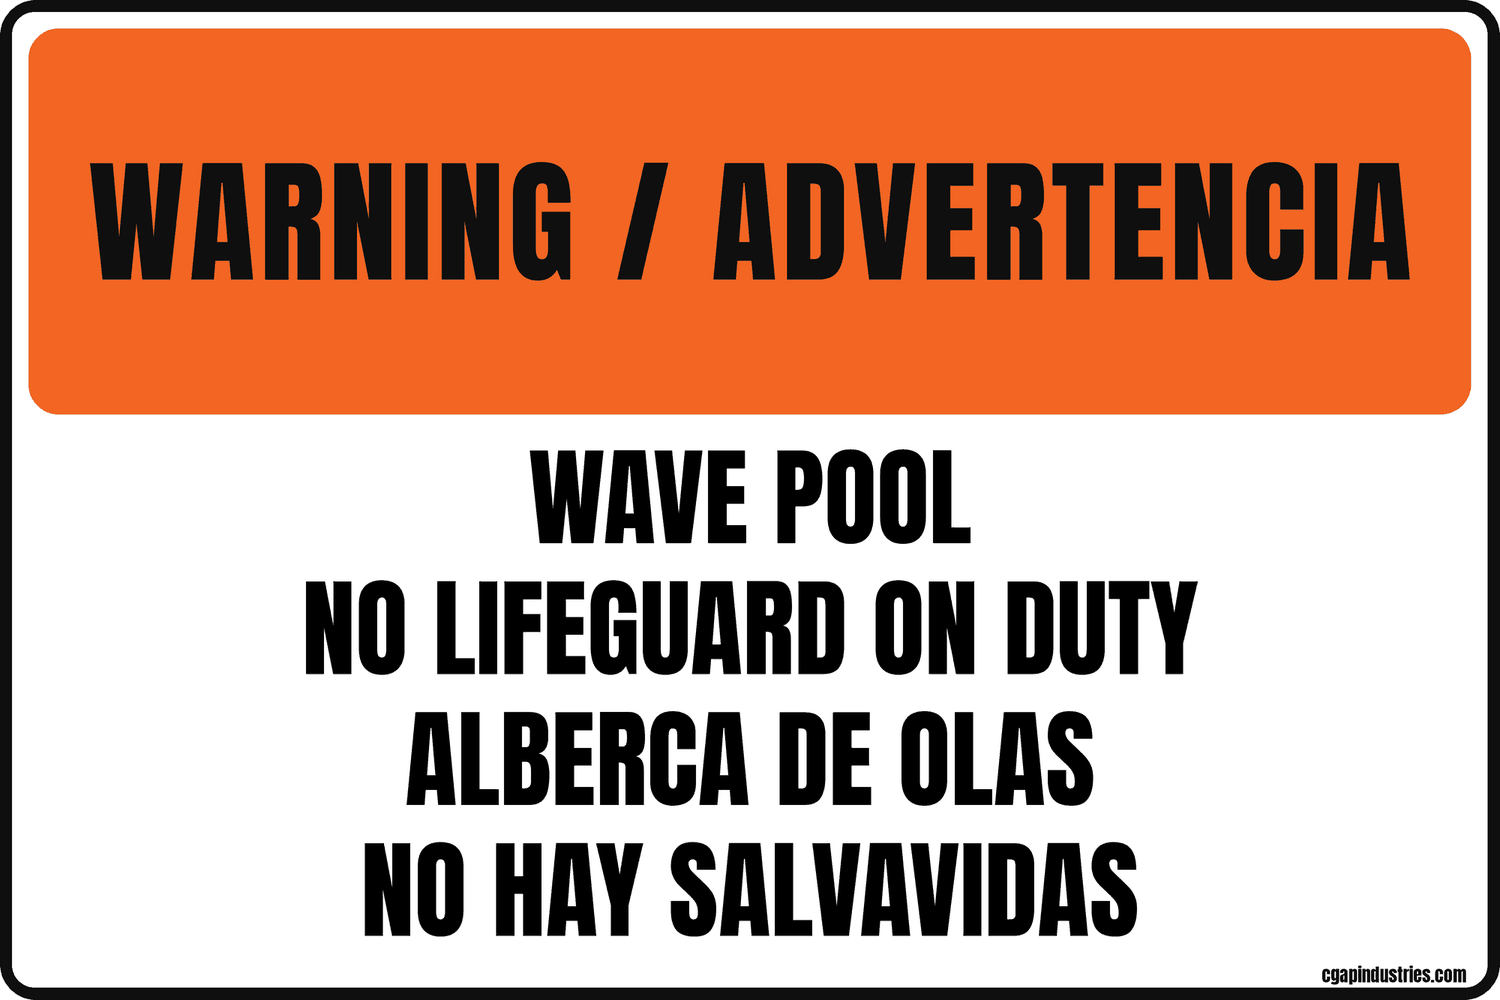 WARNING / ADVERTENCIA
WAVE POOL
NO LIFEGUARD ON DUTY
ALBERCA DE OLAS
NO HAY SALVAVIDAS
cgapindustries.com